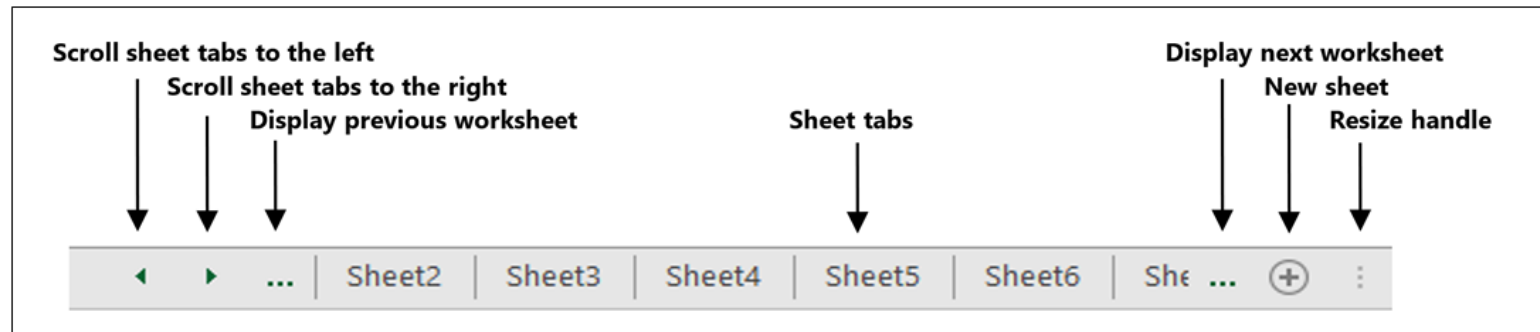 Scroll sheet tabs to the left
Scroll sheet tabs to the right
Display previous worksheet
Sheet tabs
Display next worksheet
New sheet
Resize handle
... Sheet2 Sheet3 Sheet4 Sheet5 Sheet6 She ...